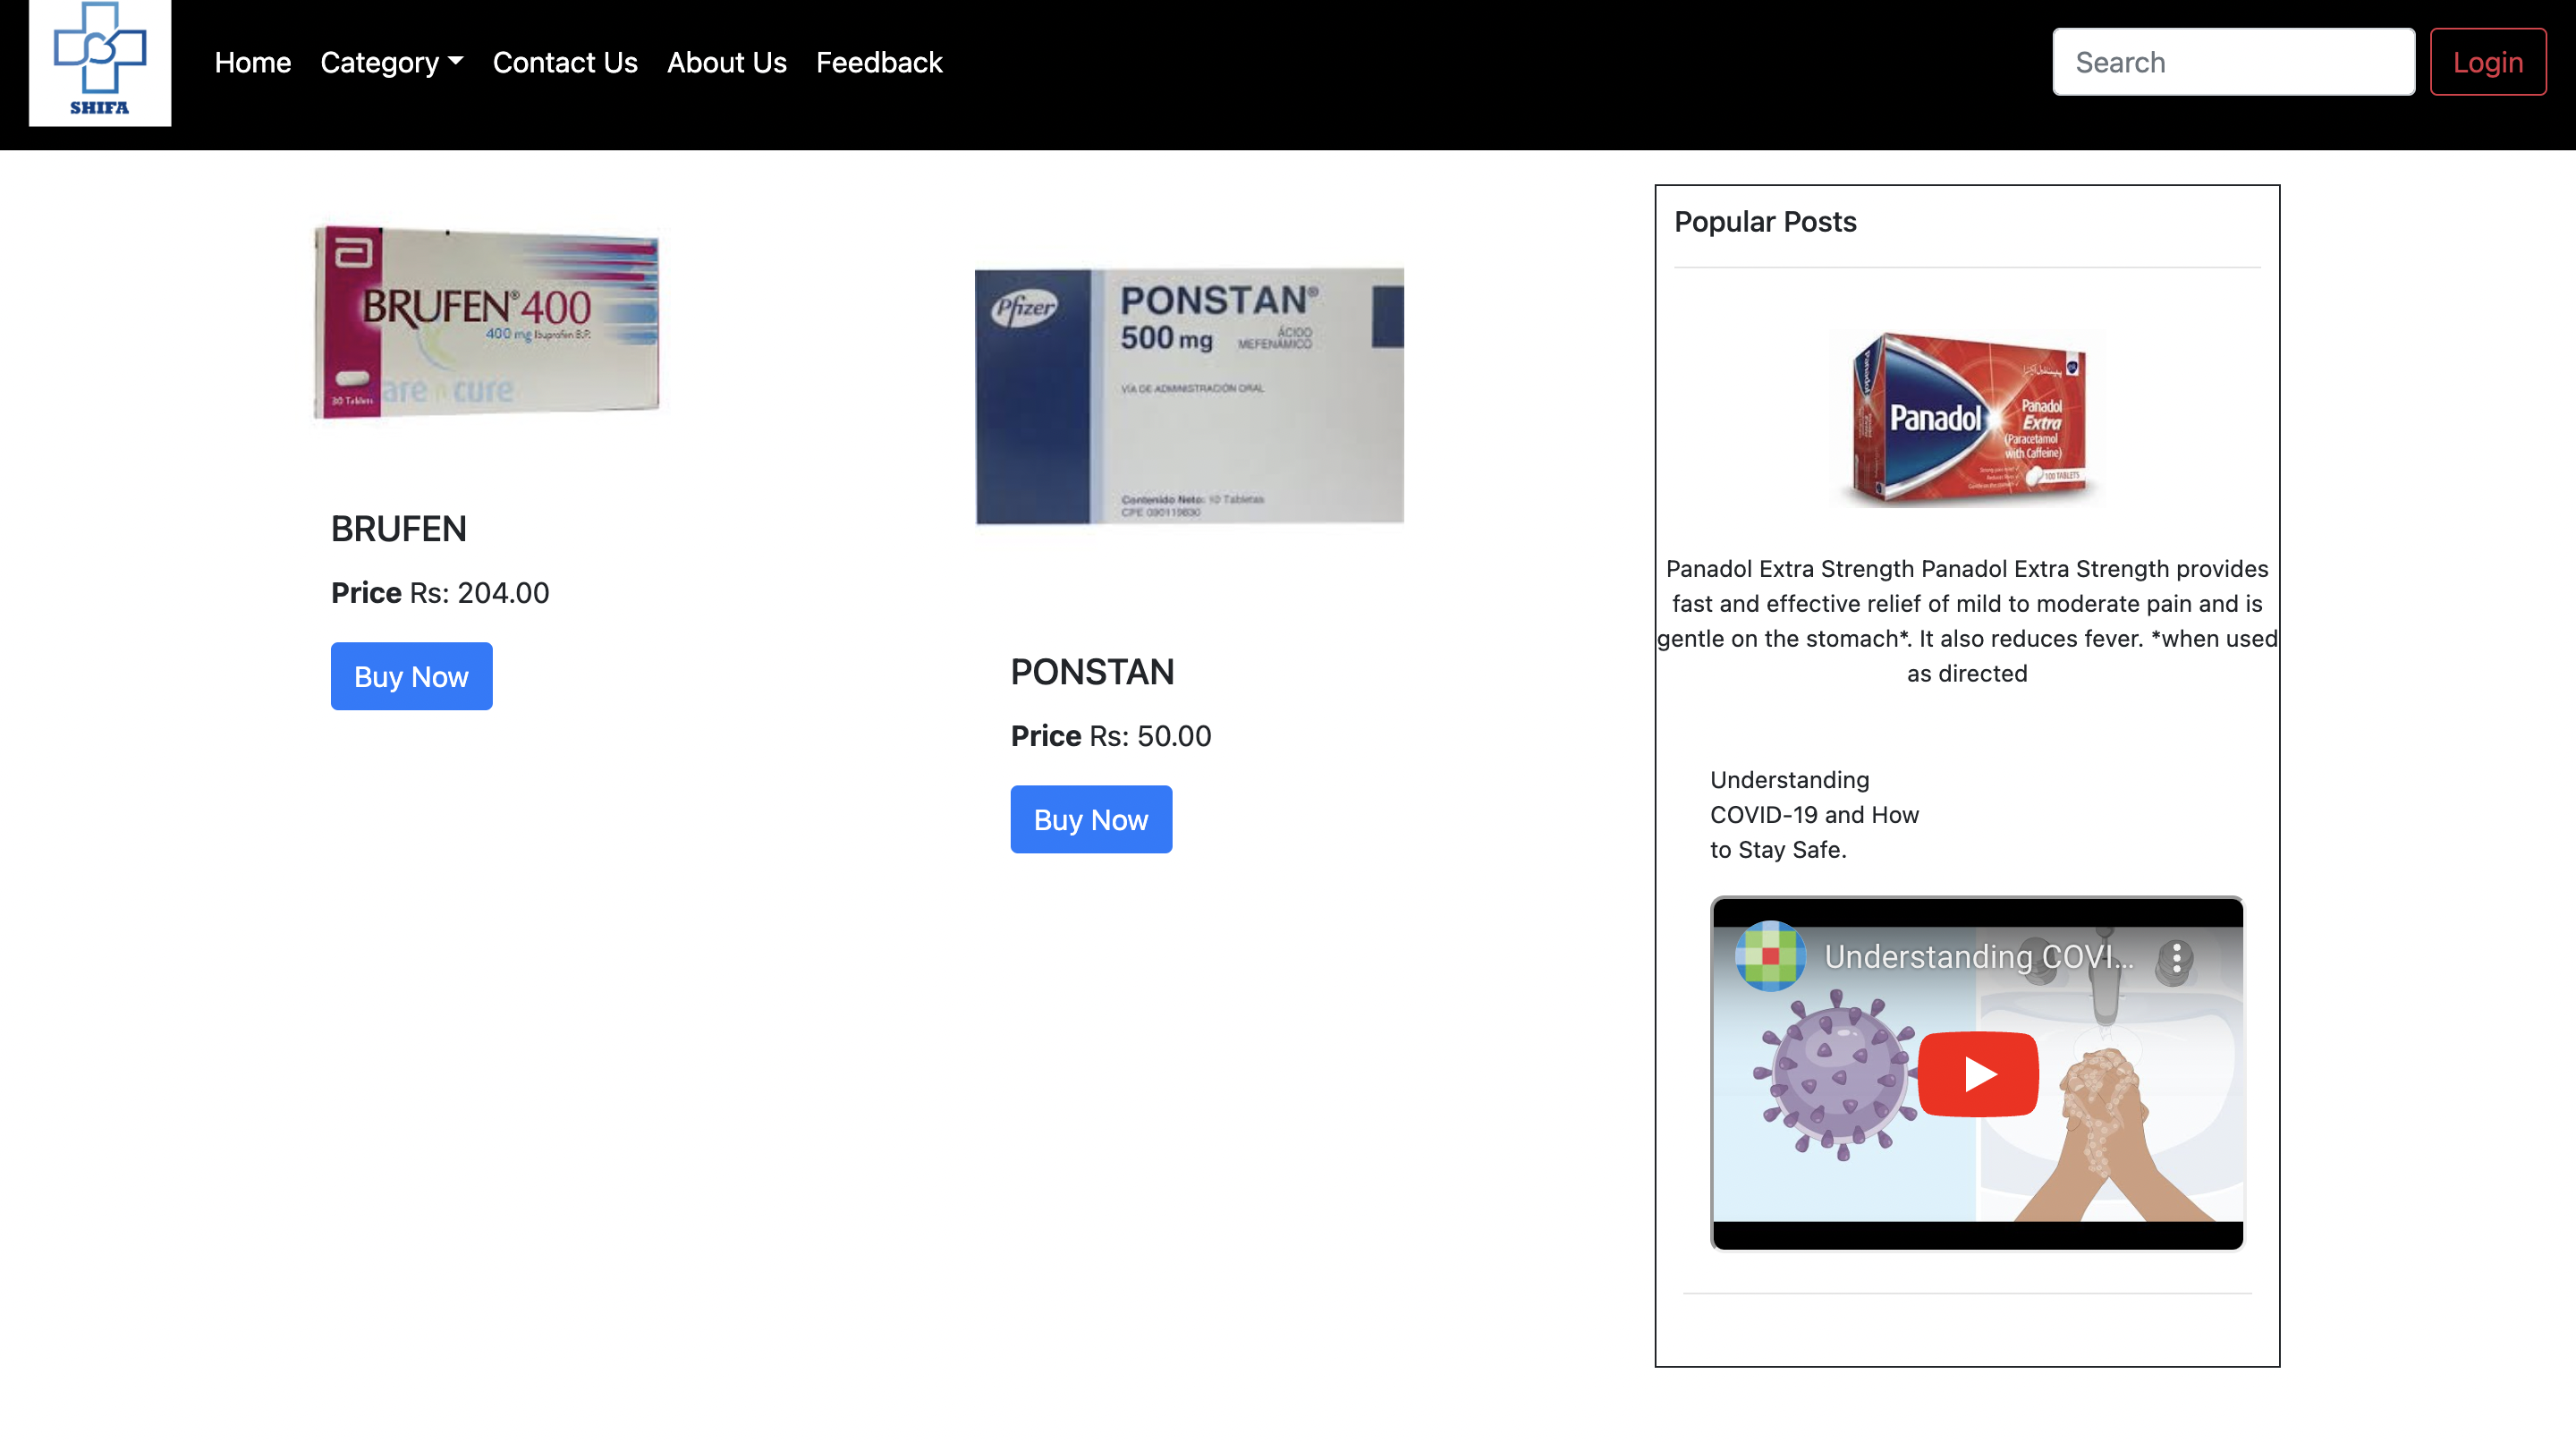 SHIFA
Home
Category
Contact Us
About Us
Feedback
Search
Login
BRUFEN® 400
400 mg Ibuprofen B.P.
are n cure
30 Tablets
BRUFEN
Price Rs: 204.00
Buy Now
Pfizer
PONSTAN®
500 mg
ÁCIDO
MEFENÁMICO
VÍA DE ADMINISTRACIÓN ORAL
Contenido Neto: 10 Tabletas
PONSTAN
Price Rs: 50.00
Buy Now
Popular Posts
Panadol
Panadol
Panadol
Extra
(Paracetamol
with Caffeine)
100 TABLETS
Panadol Extra Strength Panadol Extra Strength provides
fast and effective relief of mild to moderate pain and is
gentle on the stomach*. It also reduces fever. *when used
as directed
Understanding
COVID-19 and How
to Stay Safe.
Understanding COVI...